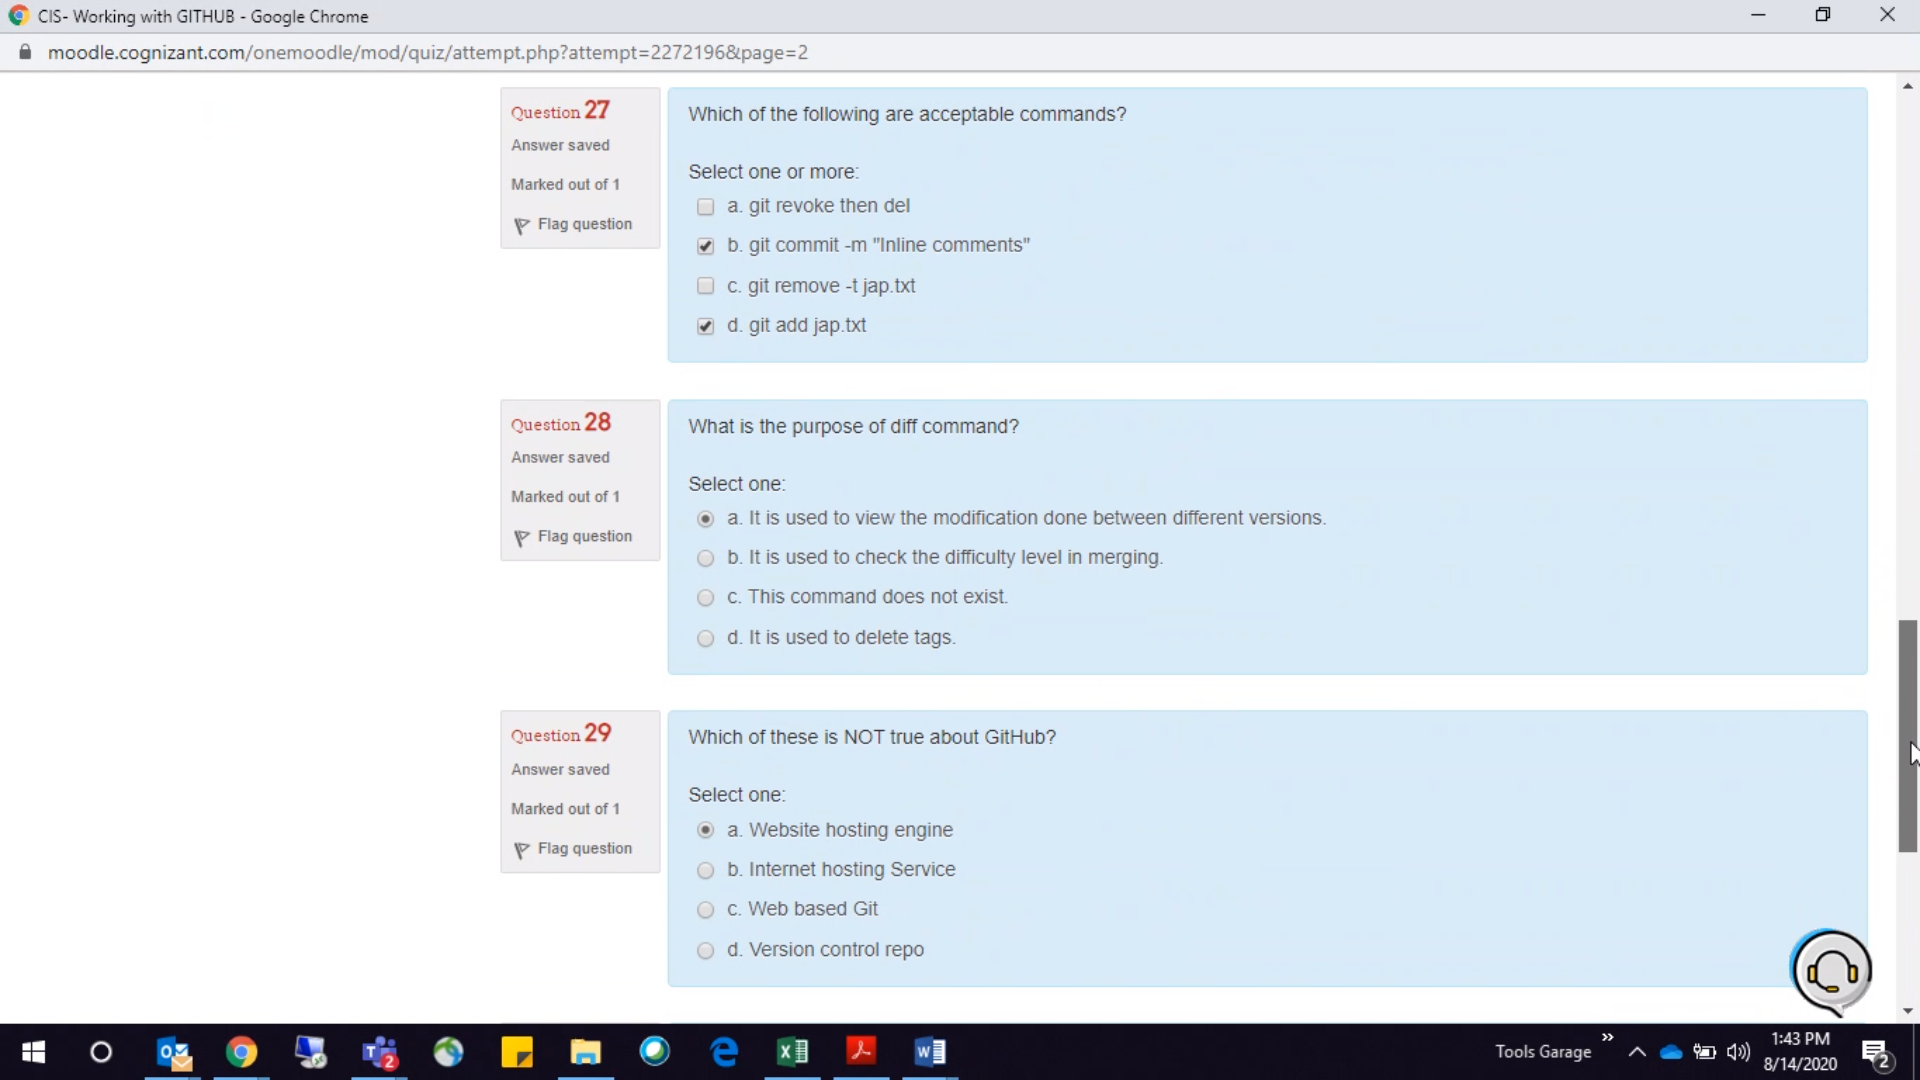 CIS- Working with GITHUB - Google Chrome
moodle.cognizant.com/onemoodle/mod/quiz/attempt.php?attempt=2272196&page=2
Question 27
Answer saved
Marked out of 1
Flag question
Which of the following are acceptable commands?
Select one or more:
a. git revoke then del
b. git commit -m "Inline comments"
c. git remove -t jap.txt
d. git add jap.txt
Question 28
Answer saved
Marked out of 1
Flag question
What is the purpose of diff command?
Select one:
a. It is used to view the modification done between different versions.
b. It is used to check the difficulty level in merging.
c. This command does not exist.
d. It is used to delete tags.
Question 29
Answer saved
Marked out of 1
Flag question
Which of these is NOT true about GitHub?
Select one:
a. Website hosting engine
b. Internet hosting Service
c. Web based Git
d. Version control repo
Tools Garage
1:43 PM
8/14/2020
2
2